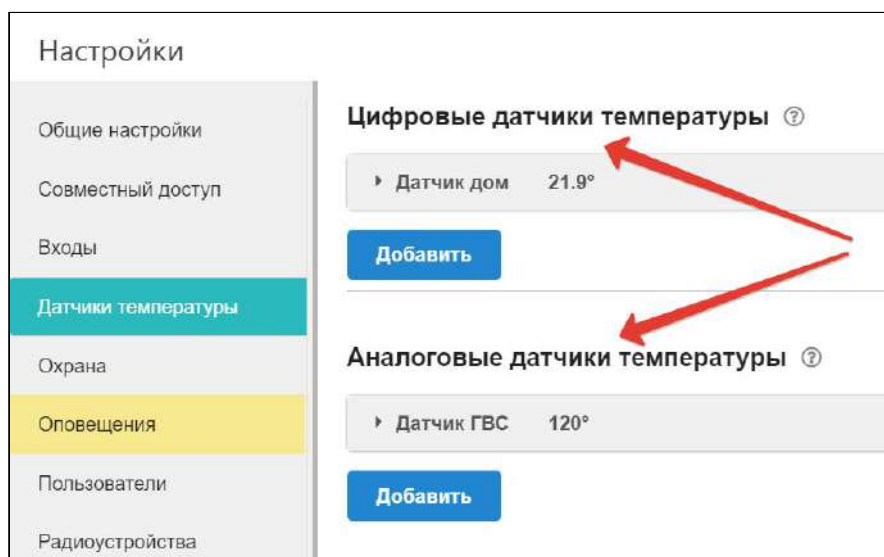 Настройки
Общие настройки
Совместный доступ
Входы
Датчики температуры
Охрана
Оповещения
Пользователи
Радиоустройства
Цифровые датчики температуры ?
Датчик дом 21.9°
Добавить
Аналоговые датчики температуры ?
Датчик ГВС 120°
Добавить